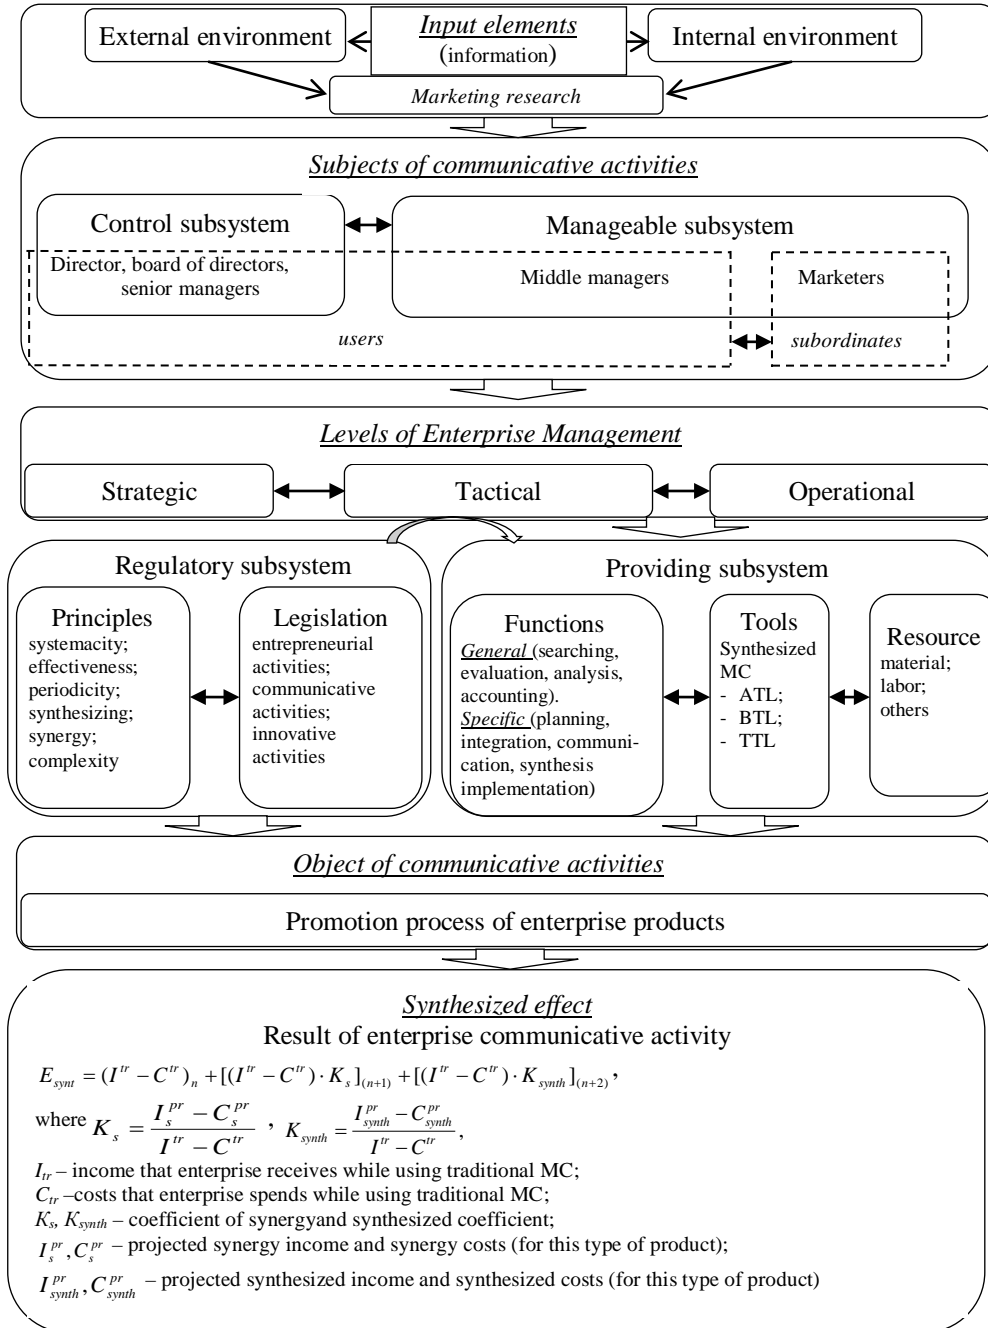 External environment
Input elements
(information)
Internal environment
Marketing research
Subjects of communicative activities
Control subsystem
Manageable subsystem
Director, board of directors,
senior managers
Middle managers
Marketers
users
subordinates
Levels of Enterprise Management
Strategic
Tactical
Operational
Regulatory subsystem
Principles
systemacity;
effectiveness;
periodicity;
synthesizing;
synergy;
complexity
Legislation
entrepreneurial
activities;
communicative
activities;
innovative
activities
Providing subsystem
Functions
General (searching,
evaluation, analysis,
accounting).
Specific (planning,
integration, communi-
cation, synthesis
implementation)
Tools
Synthesized
MC
- ATL;
- BTL;
- TTL
Resource
material;
labor;
others
Object of communicative activities
Promotion process of enterprise products
Synthesized effect
Result of enterprise communicative activity
E_synt = (I^tr − C^tr)_n + [(I^tr − C^tr) · K_s]_(n+1) + [(I^tr − C^tr) · K_synth]_(n+2),
where K_s = (I_s^pr − C_s^pr) / (I^tr − C^tr), K_synth = (I_synth^pr − C_synth^pr) / (I^tr − C^tr),
I_tr – income that enterprise receives while using traditional MC;
C_tr –costs that enterprise spends while using traditional MC;
K_s, K_synth – coefficient of synergyand synthesized coefficient;
I_s^pr, C_s^pr – projected synergy income and synergy costs (for this type of product);
I_synth^pr, C_synth^pr – projected synthesized income and synthesized costs (for this type of product)